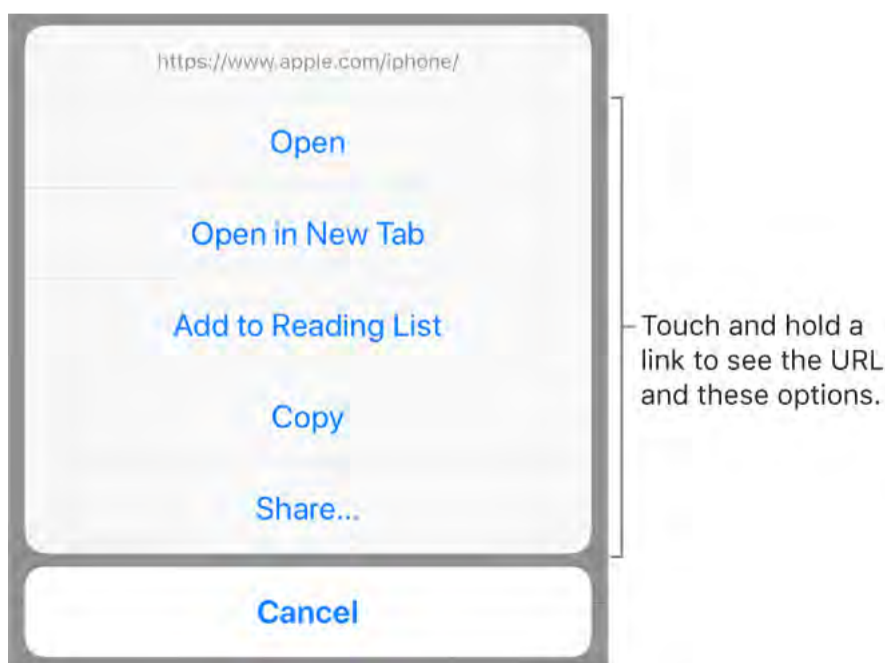 https://www.apple.com/iphone/
Open
Open in New Tab
Add to Reading List
Copy
Share...
Cancel
Touch and hold a
link to see the URL
and these options.